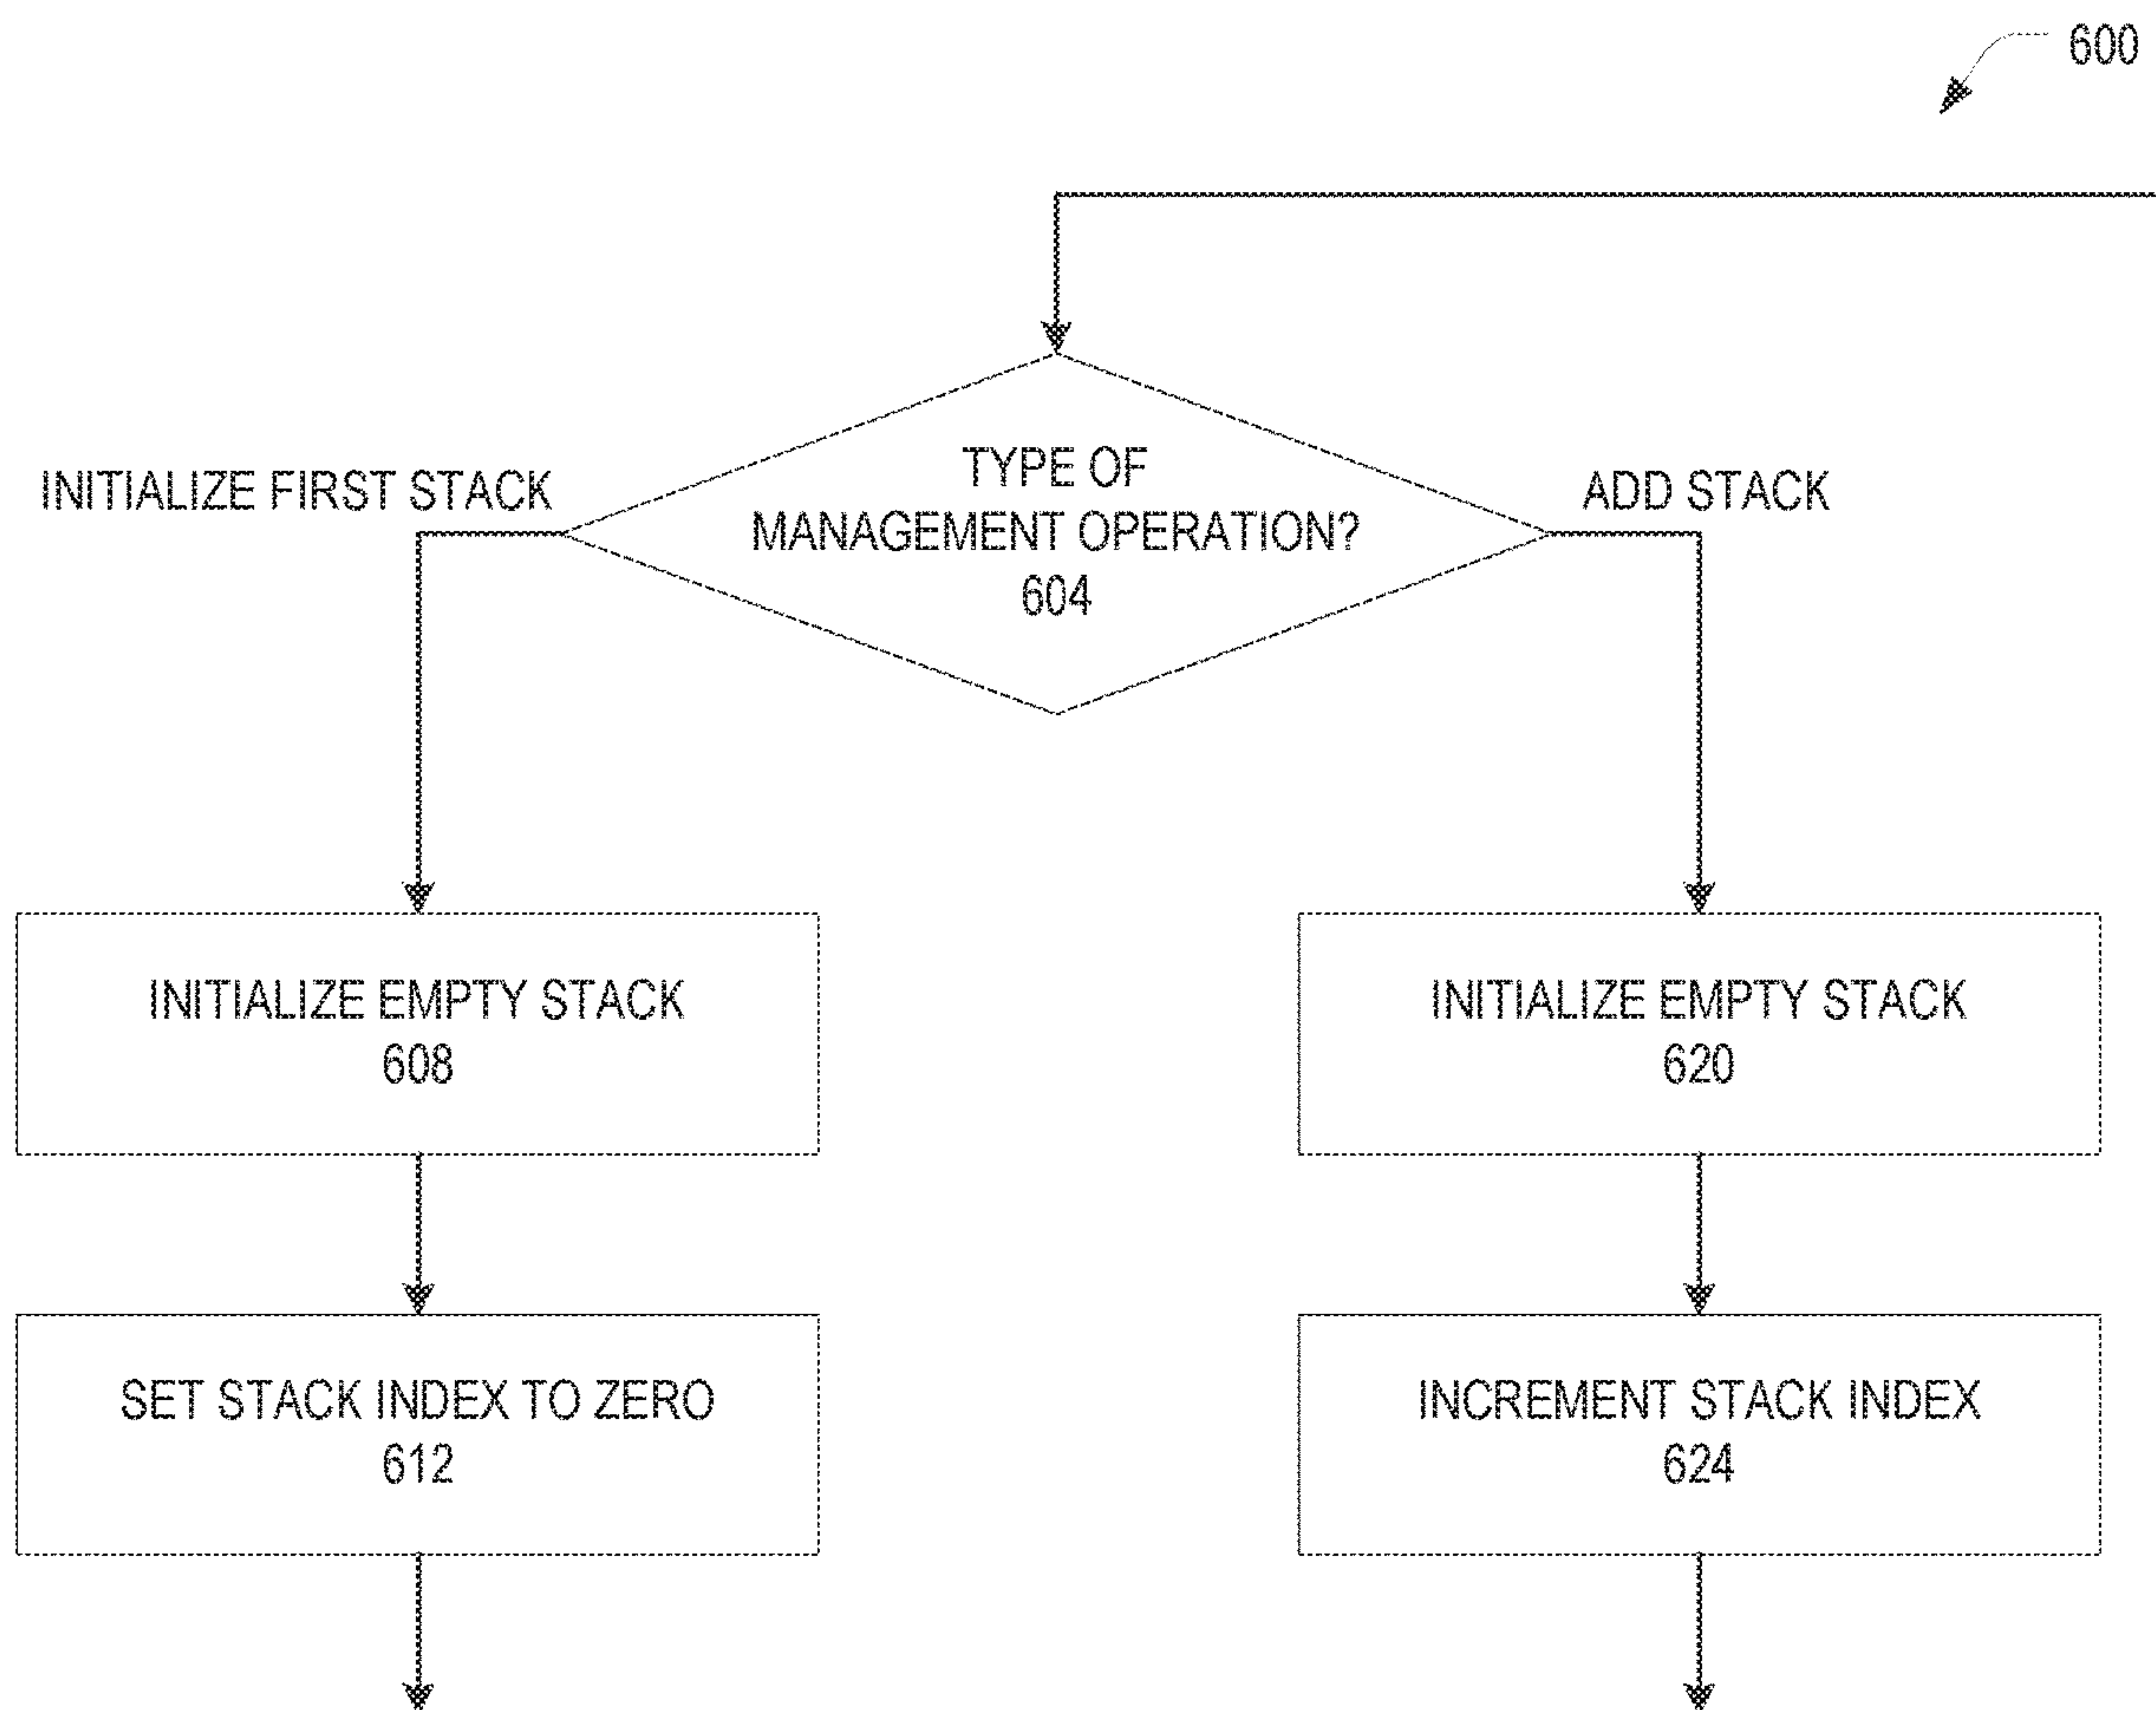 600
TYPE OF
MANAGEMENT OPERATION?
604
INITIALIZE FIRST STACK
ADD STACK
INITIALIZE EMPTY STACK
608
INITIALIZE EMPTY STACK
620
SET STACK INDEX TO ZERO
612
INCREMENT STACK INDEX
624